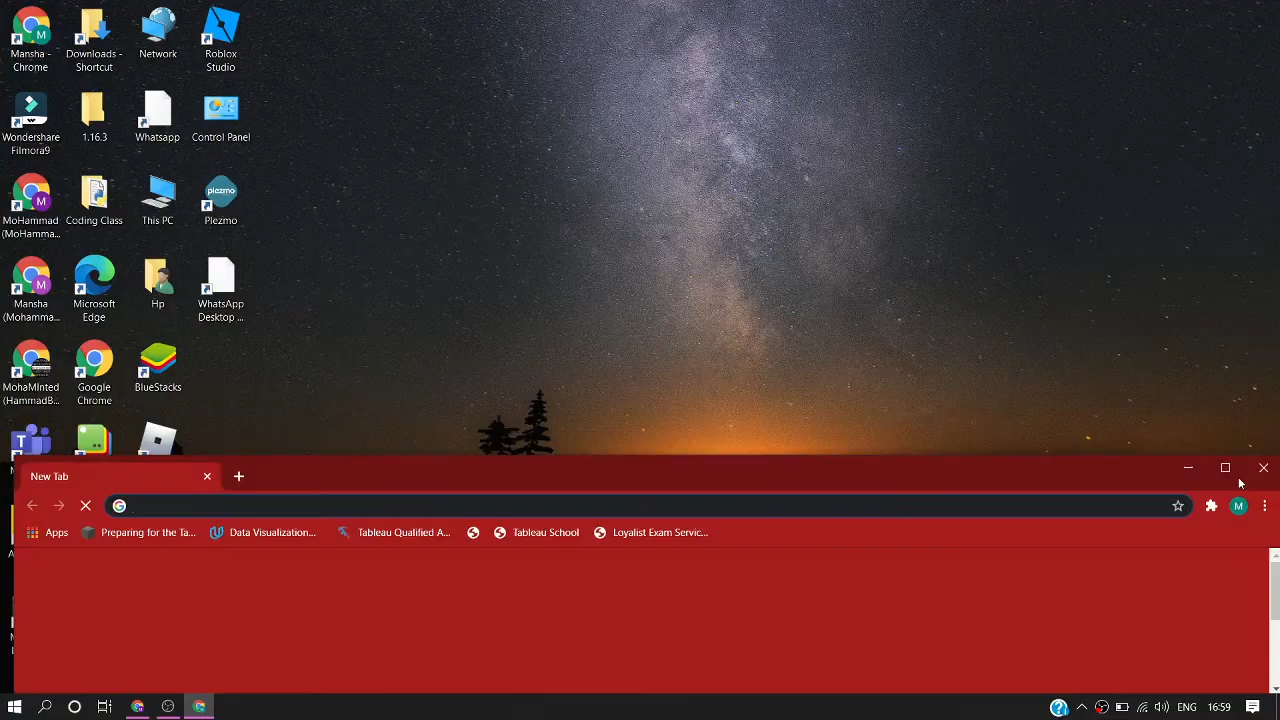 Mansha -
Chrome
Downloads -
Shortcut
Network
Roblox
Studio
Wondershare
Filmora9
1.16.3
Whatsapp
Control Panel
plezmo
MoHammad
(MoHamma...
Coding Class
This PC
Plezmo
Mansha
(Mohamma...
Microsoft
Edge
Hp
WhatsApp
Desktop ...
MohaMInted
(HammadB...
Google
Chrome
BlueStacks
New Tab
M
Apps
Preparing for the Ta...
Data Visualization...
Tableau Qualified A...
Tableau School
Loyalist Exam Servic...
ENG
16:59